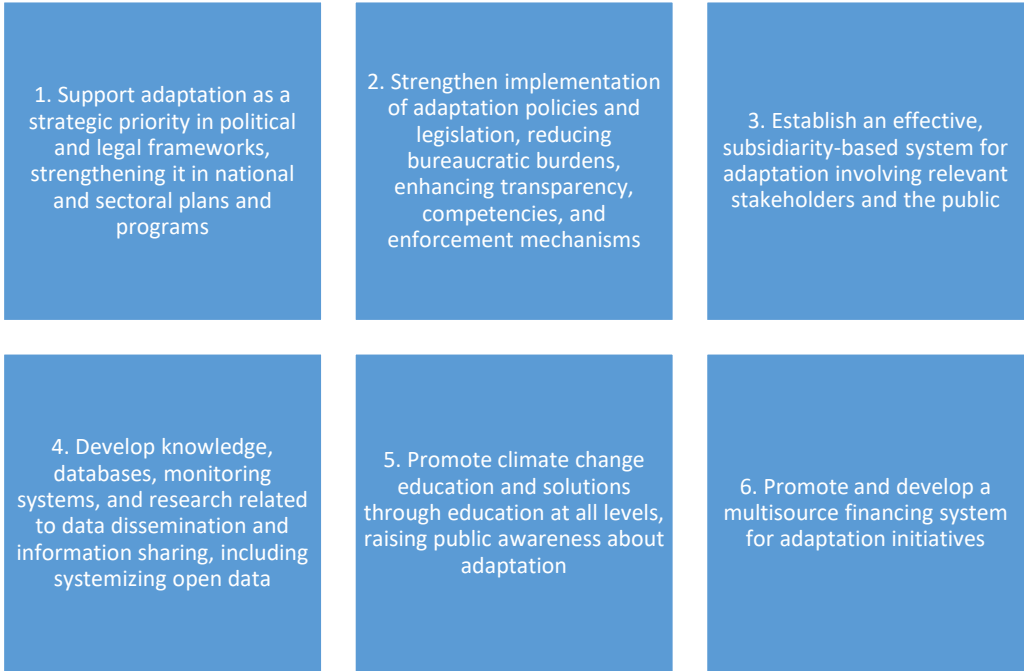 1. Support adaptation as a
strategic priority in political
and legal frameworks,
strengthening it in national
and sectoral plans and
programs
2. Strengthen implementation
of adaptation policies and
legislation, reducing
bureaucratic burdens,
enhancing transparency,
competencies, and
enforcement mechanisms
3. Establish an effective,
subsidiarity-based system for
adaptation involving relevant
stakeholders and the public
4. Develop knowledge,
databases, monitoring
systems, and research related
to data dissemination and
information sharing, including
systemizing open data
5. Promote climate change
education and solutions
through education at all levels,
raising public awareness about
adaptation
6. Promote and develop a
multisource financing system
for adaptation initiatives